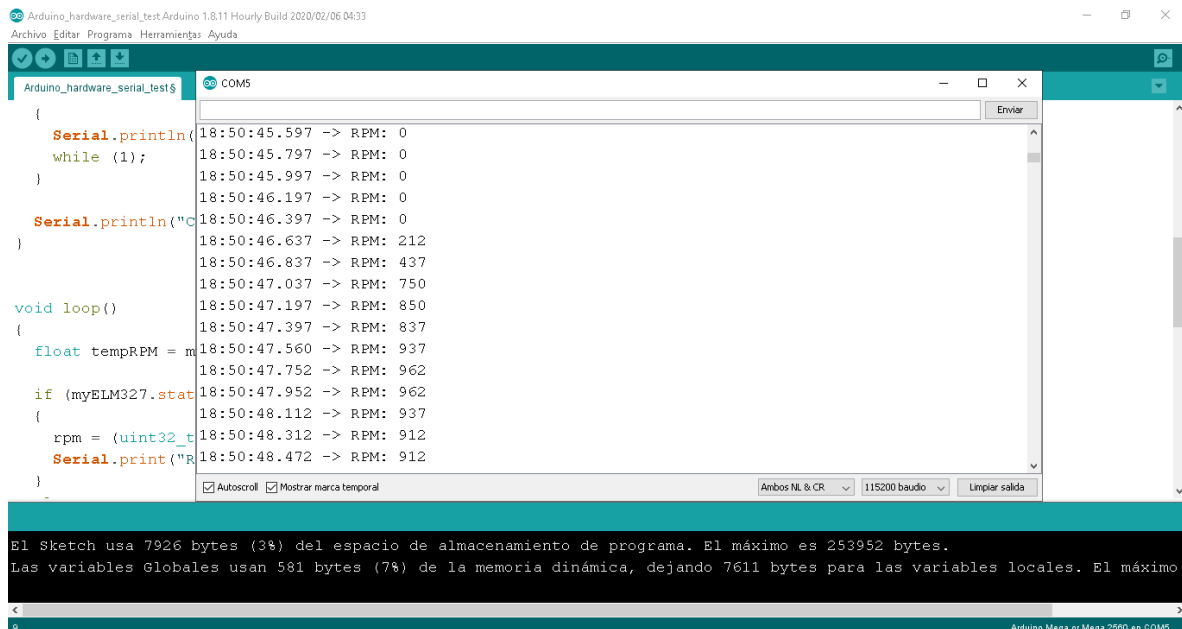 Arduino_hardware_serial_test Arduino 1.8.11 Hourly Build 2020/02/06 04:33
Archivo Editar Programa Herramientas Ayuda
Arduino_hardware_serial_test §
COM5
Enviar
{
Serial.println(
while (1);
}
Serial.println("C
}
void loop()
{
float tempRPM = m
if (myELM327.stat
{
rpm = (uint32_t
Serial.print("R
}
18:50:45.597 -> RPM: 0
18:50:45.797 -> RPM: 0
18:50:45.997 -> RPM: 0
18:50:46.197 -> RPM: 0
18:50:46.397 -> RPM: 0
18:50:46.637 -> RPM: 212
18:50:46.837 -> RPM: 437
18:50:47.037 -> RPM: 750
18:50:47.197 -> RPM: 850
18:50:47.397 -> RPM: 837
18:50:47.560 -> RPM: 937
18:50:47.752 -> RPM: 962
18:50:47.952 -> RPM: 962
18:50:48.112 -> RPM: 937
18:50:48.312 -> RPM: 912
18:50:48.472 -> RPM: 912
Autoscroll Mostrar marca temporal Ambos NL & CR 115200 baudio Limpiar salida
El Sketch usa 7926 bytes (3%) del espacio de almacenamiento de programa. El máximo es 253952 bytes.
Las variables Globales usan 581 bytes (7%) de la memoria dinámica, dejando 7611 bytes para las variables locales. El máximo
9 Arduino Mega or Mega 2560 en COM5